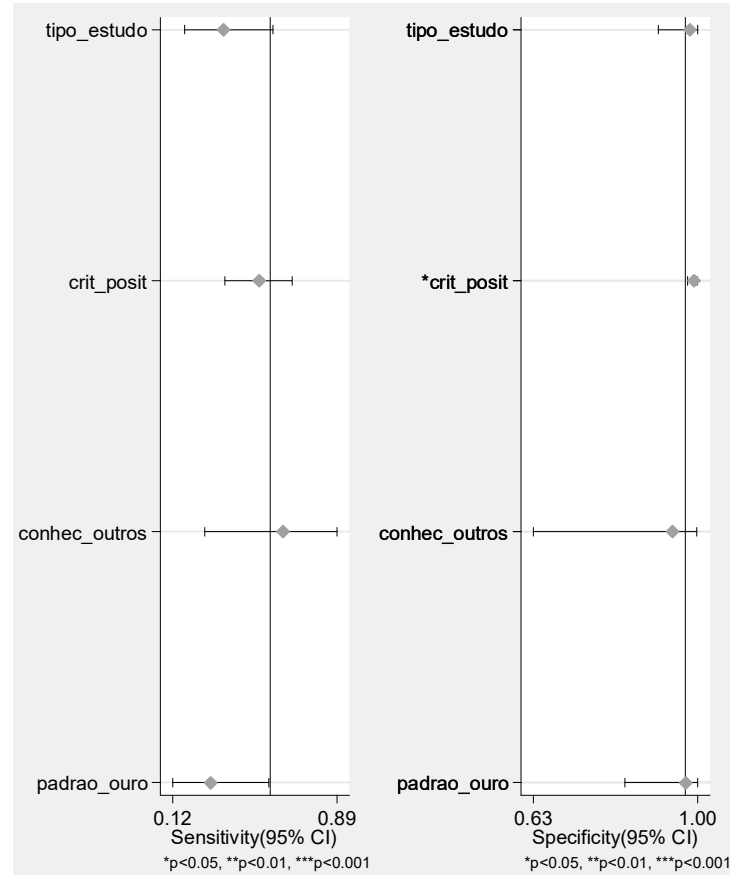 tipo_estudo
crit_posit
conhec_outros
padrao_ouro
0.12 0.89
Sensitivity(95% CI)
*p<0.05, **p<0.01, ***p<0.001
tipo_estudo
*crit_posit
conhec_outros
padrao_ouro
0.63 1.00
Specificity(95% CI)
*p<0.05, **p<0.01, ***p<0.001